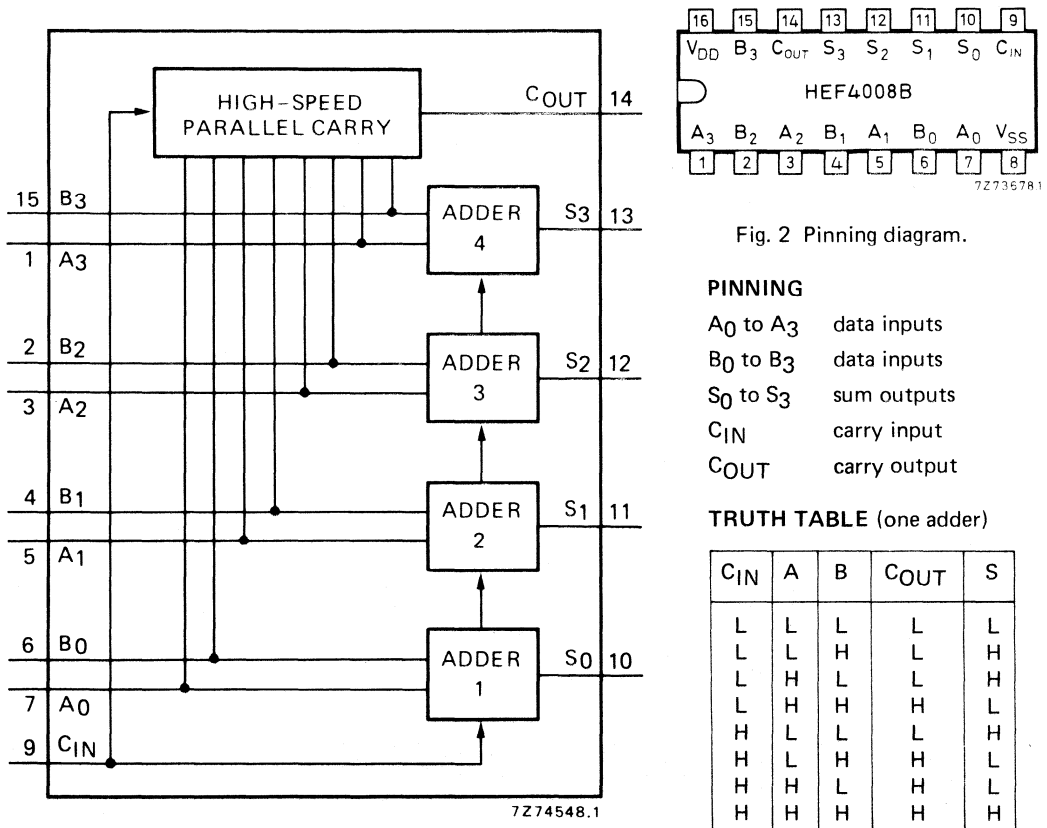 HIGH-SPEED
PARALLEL CARRY
COUT 14
15 B3
1 A3
ADDER
4
S3 13
2 B2
3 A2
ADDER
3
S2 12
4 B1
5 A1
ADDER
2
S1 11
6 B0
7 A0
ADDER
1
S0 10
9 CIN
7Z74548.1
16 15 14 13 12 11 10 9
VDD B3 COUT S3 S2 S1 S0 CIN
HEF4008B
A3 B2 A2 B1 A1 B0 A0 VSS
1 2 3 4 5 6 7 8
7Z73678.1
Fig. 2 Pinning diagram.
PINNING
A0 to A3 data inputs
B0 to B3 data inputs
S0 to S3 sum outputs
CIN carry input
COUT carry output
TRUTH TABLE (one adder)
CIN A B COUT S
L L L L L
L L H L H
L H L L H
L H H H L
H L L L H
H L H H L
H H L H L
H H H H H